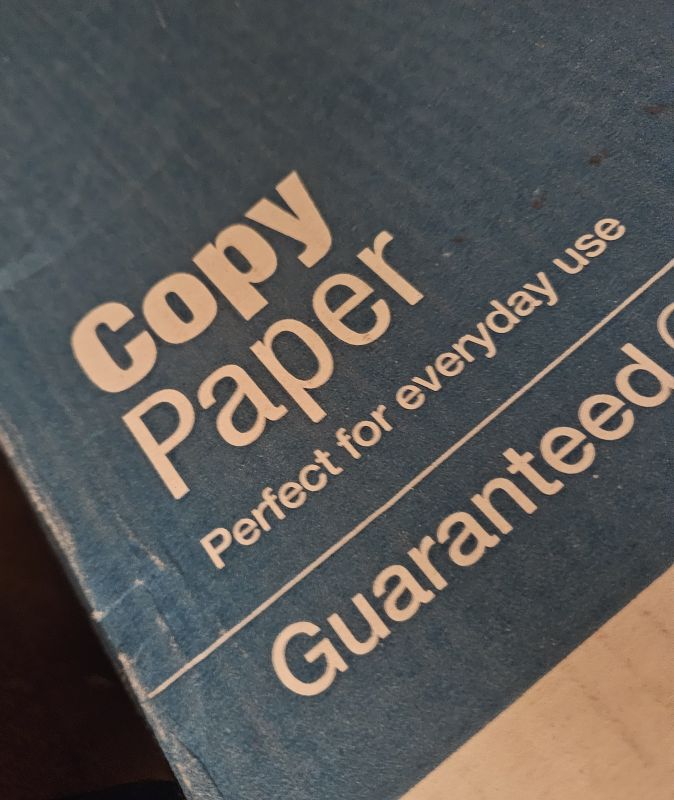 Copy
Paper
Perfect for everyday use
Guaranteed